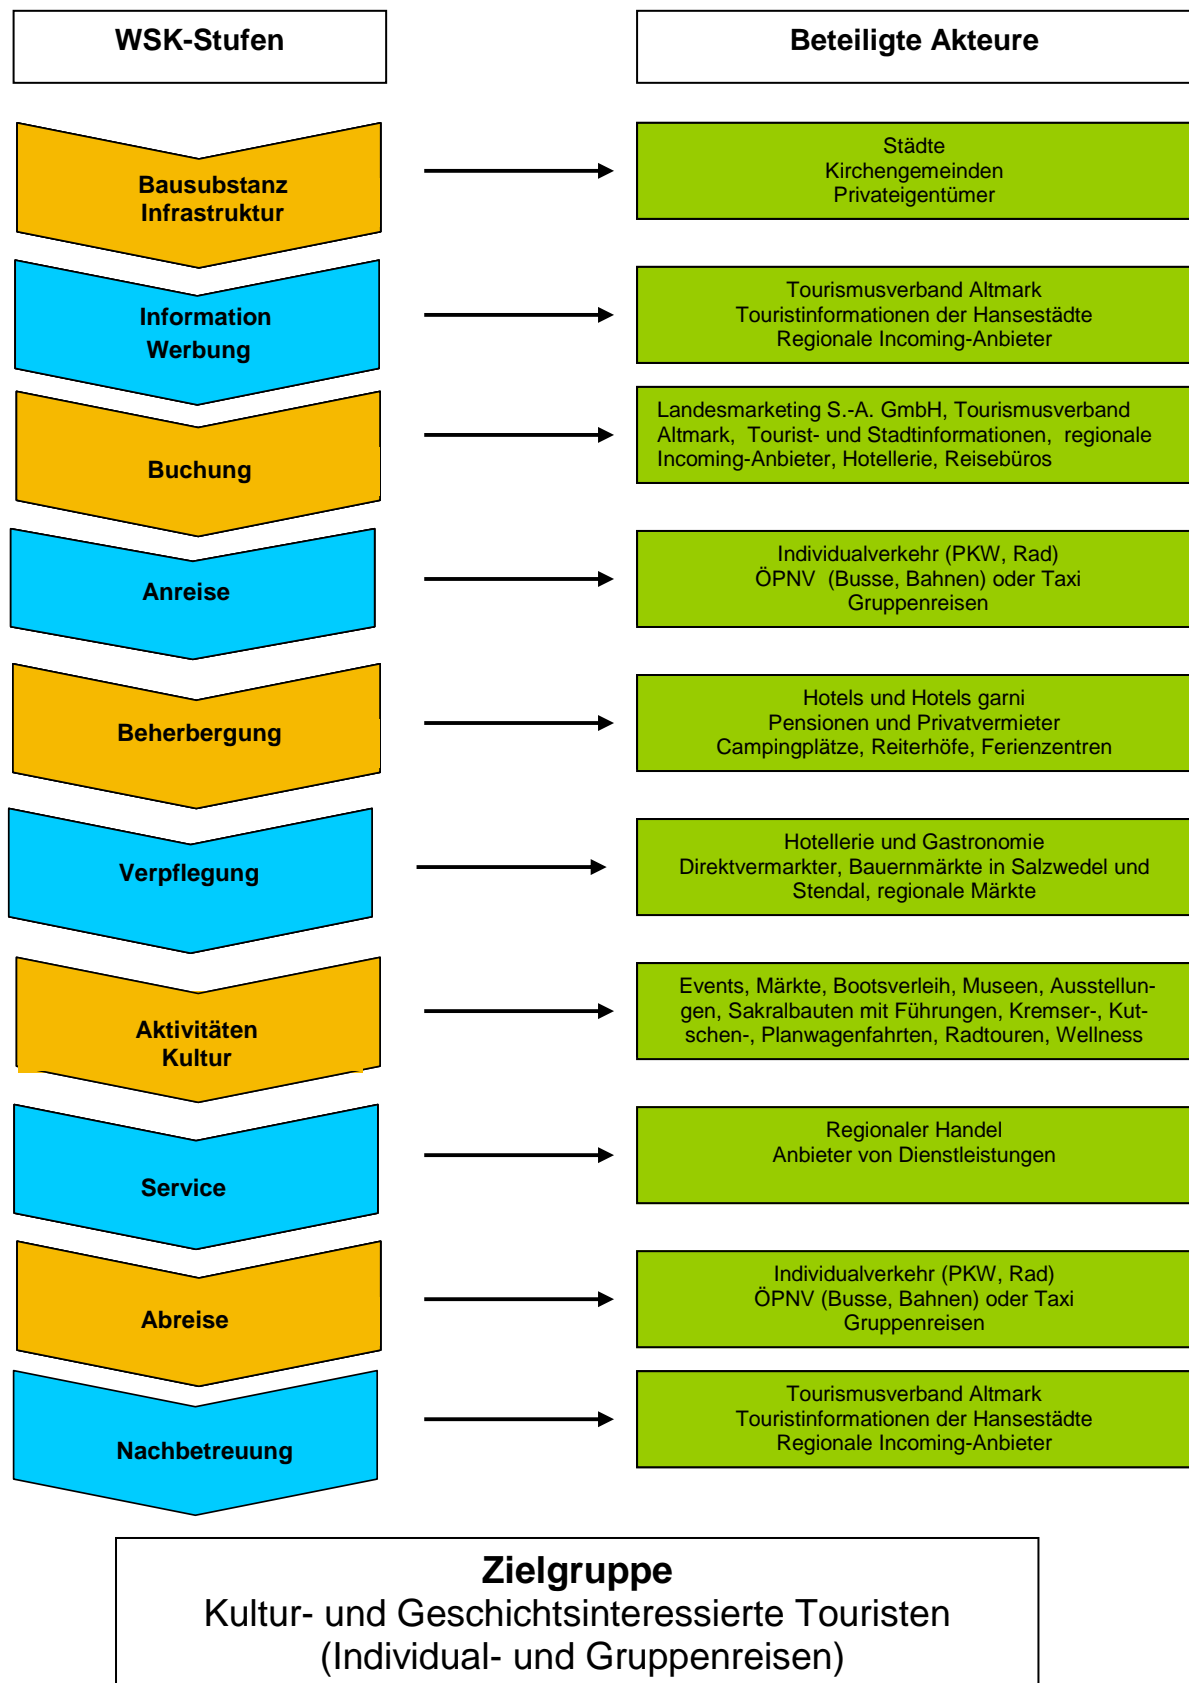 WSK-Stufen
Beteiligte Akteure
Bausubstanz
Infrastruktur
Städte
Kirchengemeinden
Privateigentümer
Information
Werbung
Tourismusverband Altmark
Touristinformationen der Hansestädte
Regionale Incoming-Anbieter
Buchung
Landesmarketing S.-A. GmbH, Tourismusverband
Altmark, Tourist- und Stadtinformationen, regionale
Incoming-Anbieter, Hotellerie, Reisebüros
Anreise
Individualverkehr (PKW, Rad)
ÖPNV (Busse, Bahnen) oder Taxi
Gruppenreisen
Beherbergung
Hotels und Hotels garni
Pensionen und Privatvermieter
Campingplätze, Reiterhöfe, Ferienzentren
Verpflegung
Hotellerie und Gastronomie
Direktvermarkter, Bauernmärkte in Salzwedel und
Stendal, regionale Märkte
Aktivitäten
Kultur
Events, Märkte, Bootsverleih, Museen, Ausstellun-
gen, Sakralbauten mit Führungen, Kremser-, Kut-
schen-, Planwagenfahrten, Radtouren, Wellness
Service
Regionaler Handel
Anbieter von Dienstleistungen
Abreise
Individualverkehr (PKW, Rad)
ÖPNV (Busse, Bahnen) oder Taxi
Gruppenreisen
Nachbetreuung
Tourismusverband Altmark
Touristinformationen der Hansestädte
Regionale Incoming-Anbieter
Zielgruppe
Kultur- und Geschichtsinteressierte Touristen
(Individual- und Gruppenreisen)